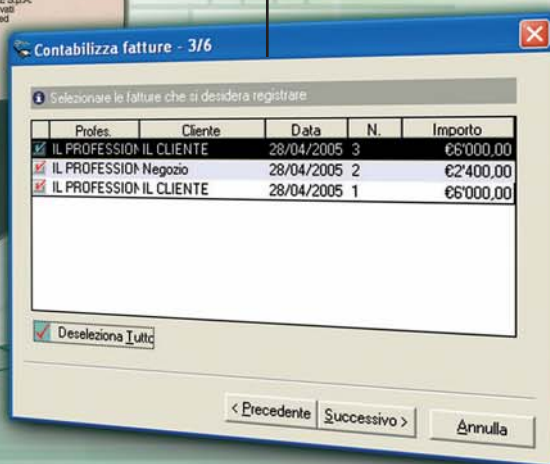 Contabilizza fatture - 3/6
Selezionare le fatture che si desidera registrare
Profes. Cliente Data N. Importo
IL PROFESSION IL CLIENTE 28/04/2005 3 €6'000,00
IL PROFESSION Negozio 28/04/2005 2 €2'400,00
IL PROFESSION IL CLIENTE 28/04/2005 1 €6'000,00
Deseleziona Tutto
< Precedente Successivo > Annulla